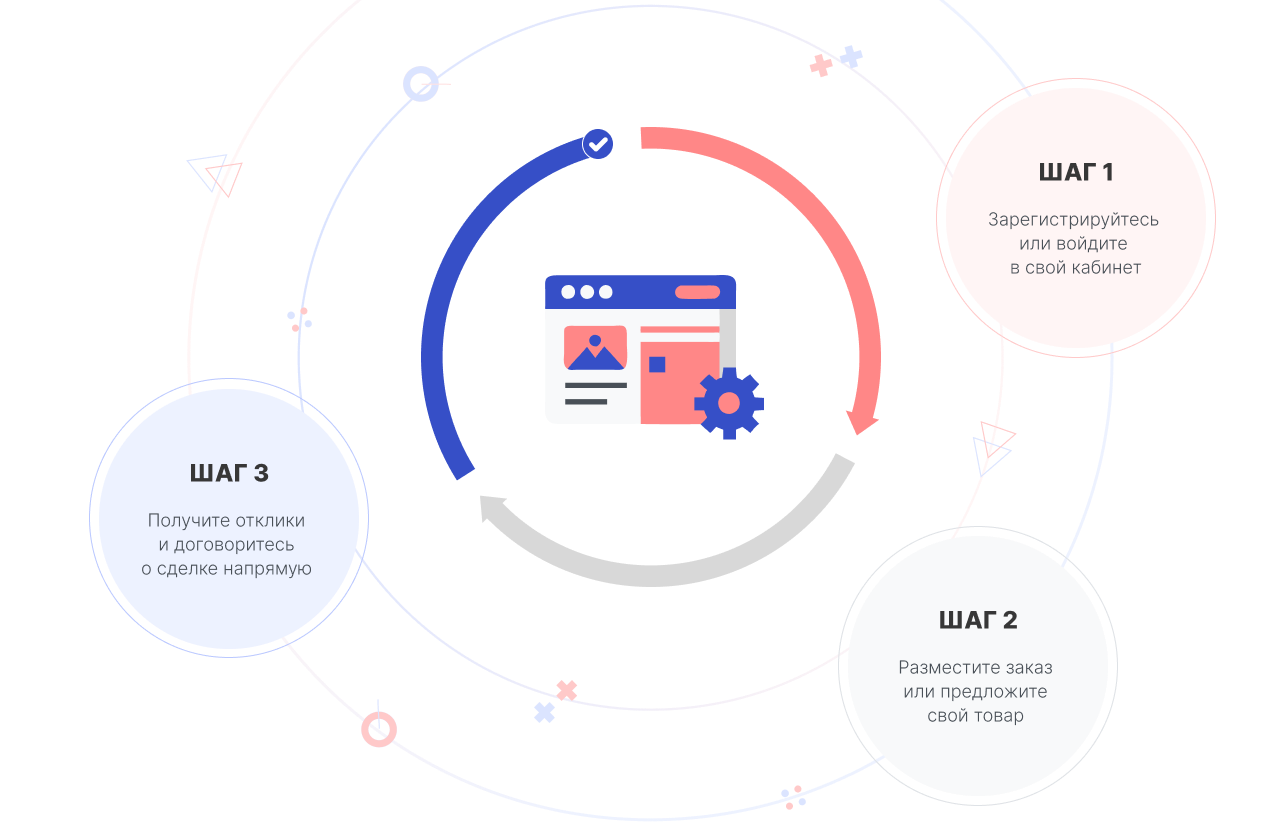 ШАГ 1
Зарегистрируйтесь
или войдите
в свой кабинет
ШАГ 2
Разместите заказ
или предложите
свой товар
ШАГ 3
Получите отклики
и договоритесь
о сделке напрямую